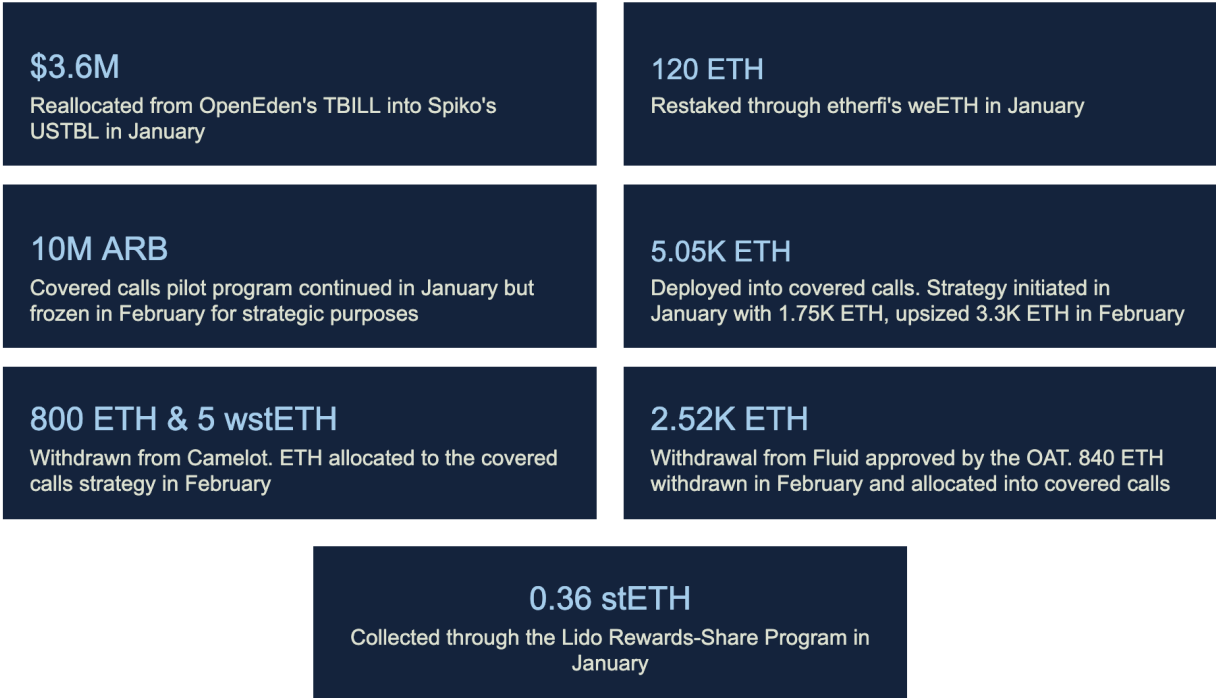 $3.6M
Reallocated from OpenEden's TBILL into Spiko's
USTBL in January
120 ETH
Restaked through etherfi's weETH in January
10M ARB
Covered calls pilot program continued in January but
frozen in February for strategic purposes
5.05K ETH
Deployed into covered calls. Strategy initiated in
January with 1.75K ETH, upsized 3.3K ETH in February
800 ETH & 5 wstETH
Withdrawn from Camelot. ETH allocated to the covered
calls strategy in February
2.52K ETH
Withdrawal from Fluid approved by the OAT. 840 ETH
withdrawn in February and allocated into covered calls
0.36 stETH
Collected through the Lido Rewards-Share Program in
January